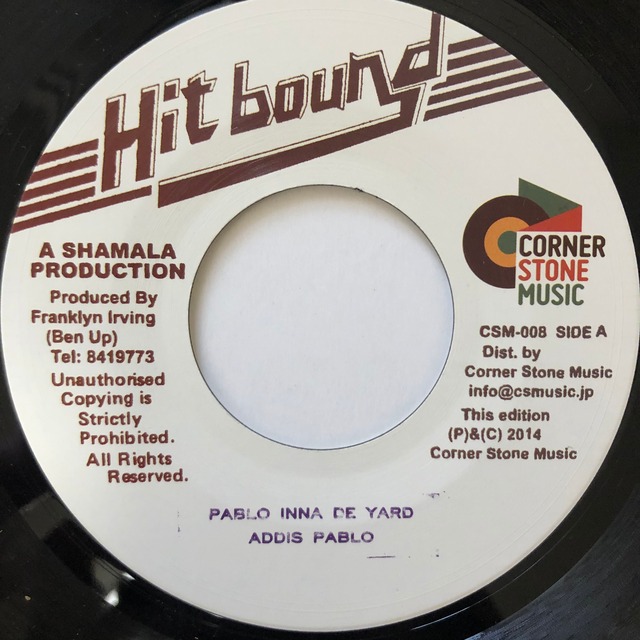 Hit bound
A SHAMALA
PRODUCTION
Produced By
Franklyn Irving
(Ben Up)
Tel: 8419773
Unauthorised
Copying is
Strictly
Prohibited.
All Rights
Reserved.
CORNER
STONE
MUSIC
CSM-008 SIDE A
Dist. by
Corner Stone Music
info@csmusic.jp
This edition
(P)&(C) 2014
Corner Stone Music
PABLO INNA DE YARD
ADDIS PABLO